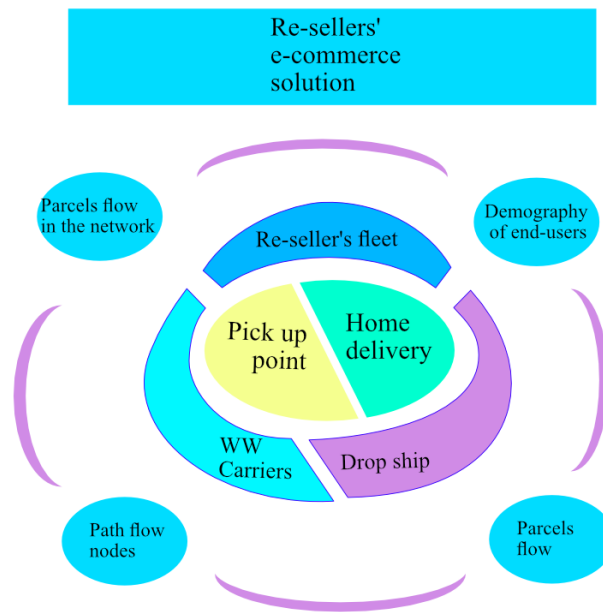 Re-sellers'
e-commerce
solution
Parcels flow
in the network
Demography
of end-users
Re-seller's fleet
Pick up
point
Home
delivery
WW
Carriers
Drop ship
Path flow
nodes
Parcels
flow